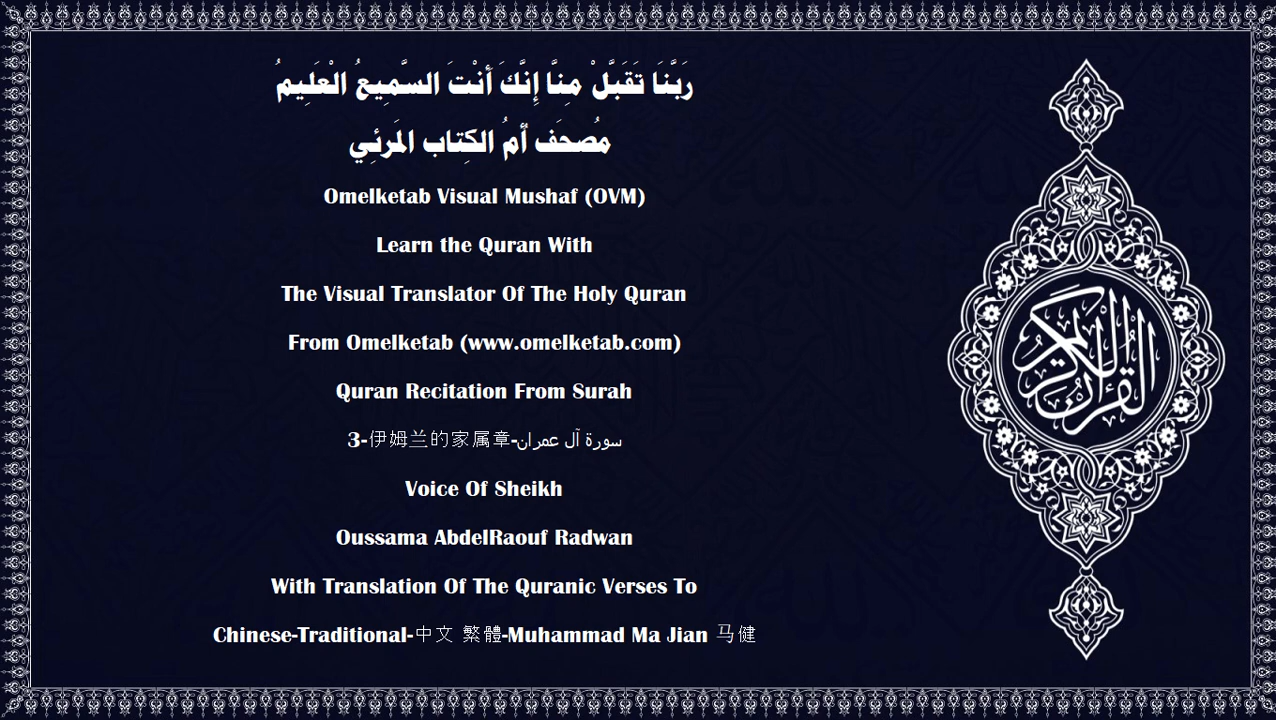 رَبَّنَا تَقَبَّلْ مِنَّا إِنَّكَ أَنْتَ السَّمِيعُ الْعَلِيمُ
مُصحَف أمُ الكِتاب المَرئِي
Omelketab Visual Mushaf (OVM)
Learn the Quran With
The Visual Translator Of The Holy Quran
From Omelketab (www.omelketab.com)
Quran Recitation From Surah
3-伊姆兰的家属章-سورة آل عمران
Voice Of Sheikh
Oussama AbdelRaouf Radwan
With Translation Of The Quranic Verses To
Chinese-Traditional-中文 繁體-Muhammad Ma Jian 马健
القرآن الكريم